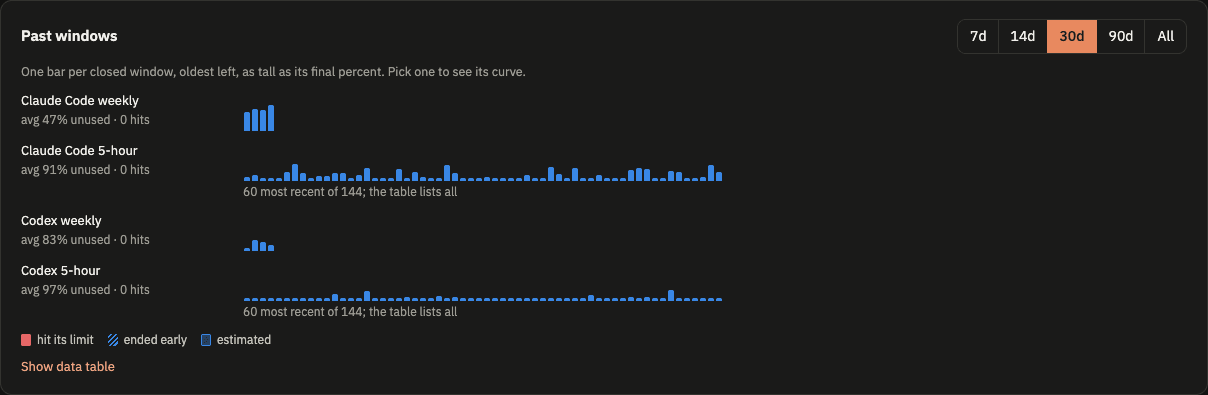 Past windows
7d 14d 30d 90d All
One bar per closed window, oldest left, as tall as its final percent. Pick one to see its curve.
Claude Code weekly
avg 47% unused · 0 hits
Claude Code 5-hour
avg 91% unused · 0 hits
60 most recent of 144; the table lists all
Codex weekly
avg 83% unused · 0 hits
Codex 5-hour
avg 97% unused · 0 hits
60 most recent of 144; the table lists all
hit its limit ended early estimated
Show data table